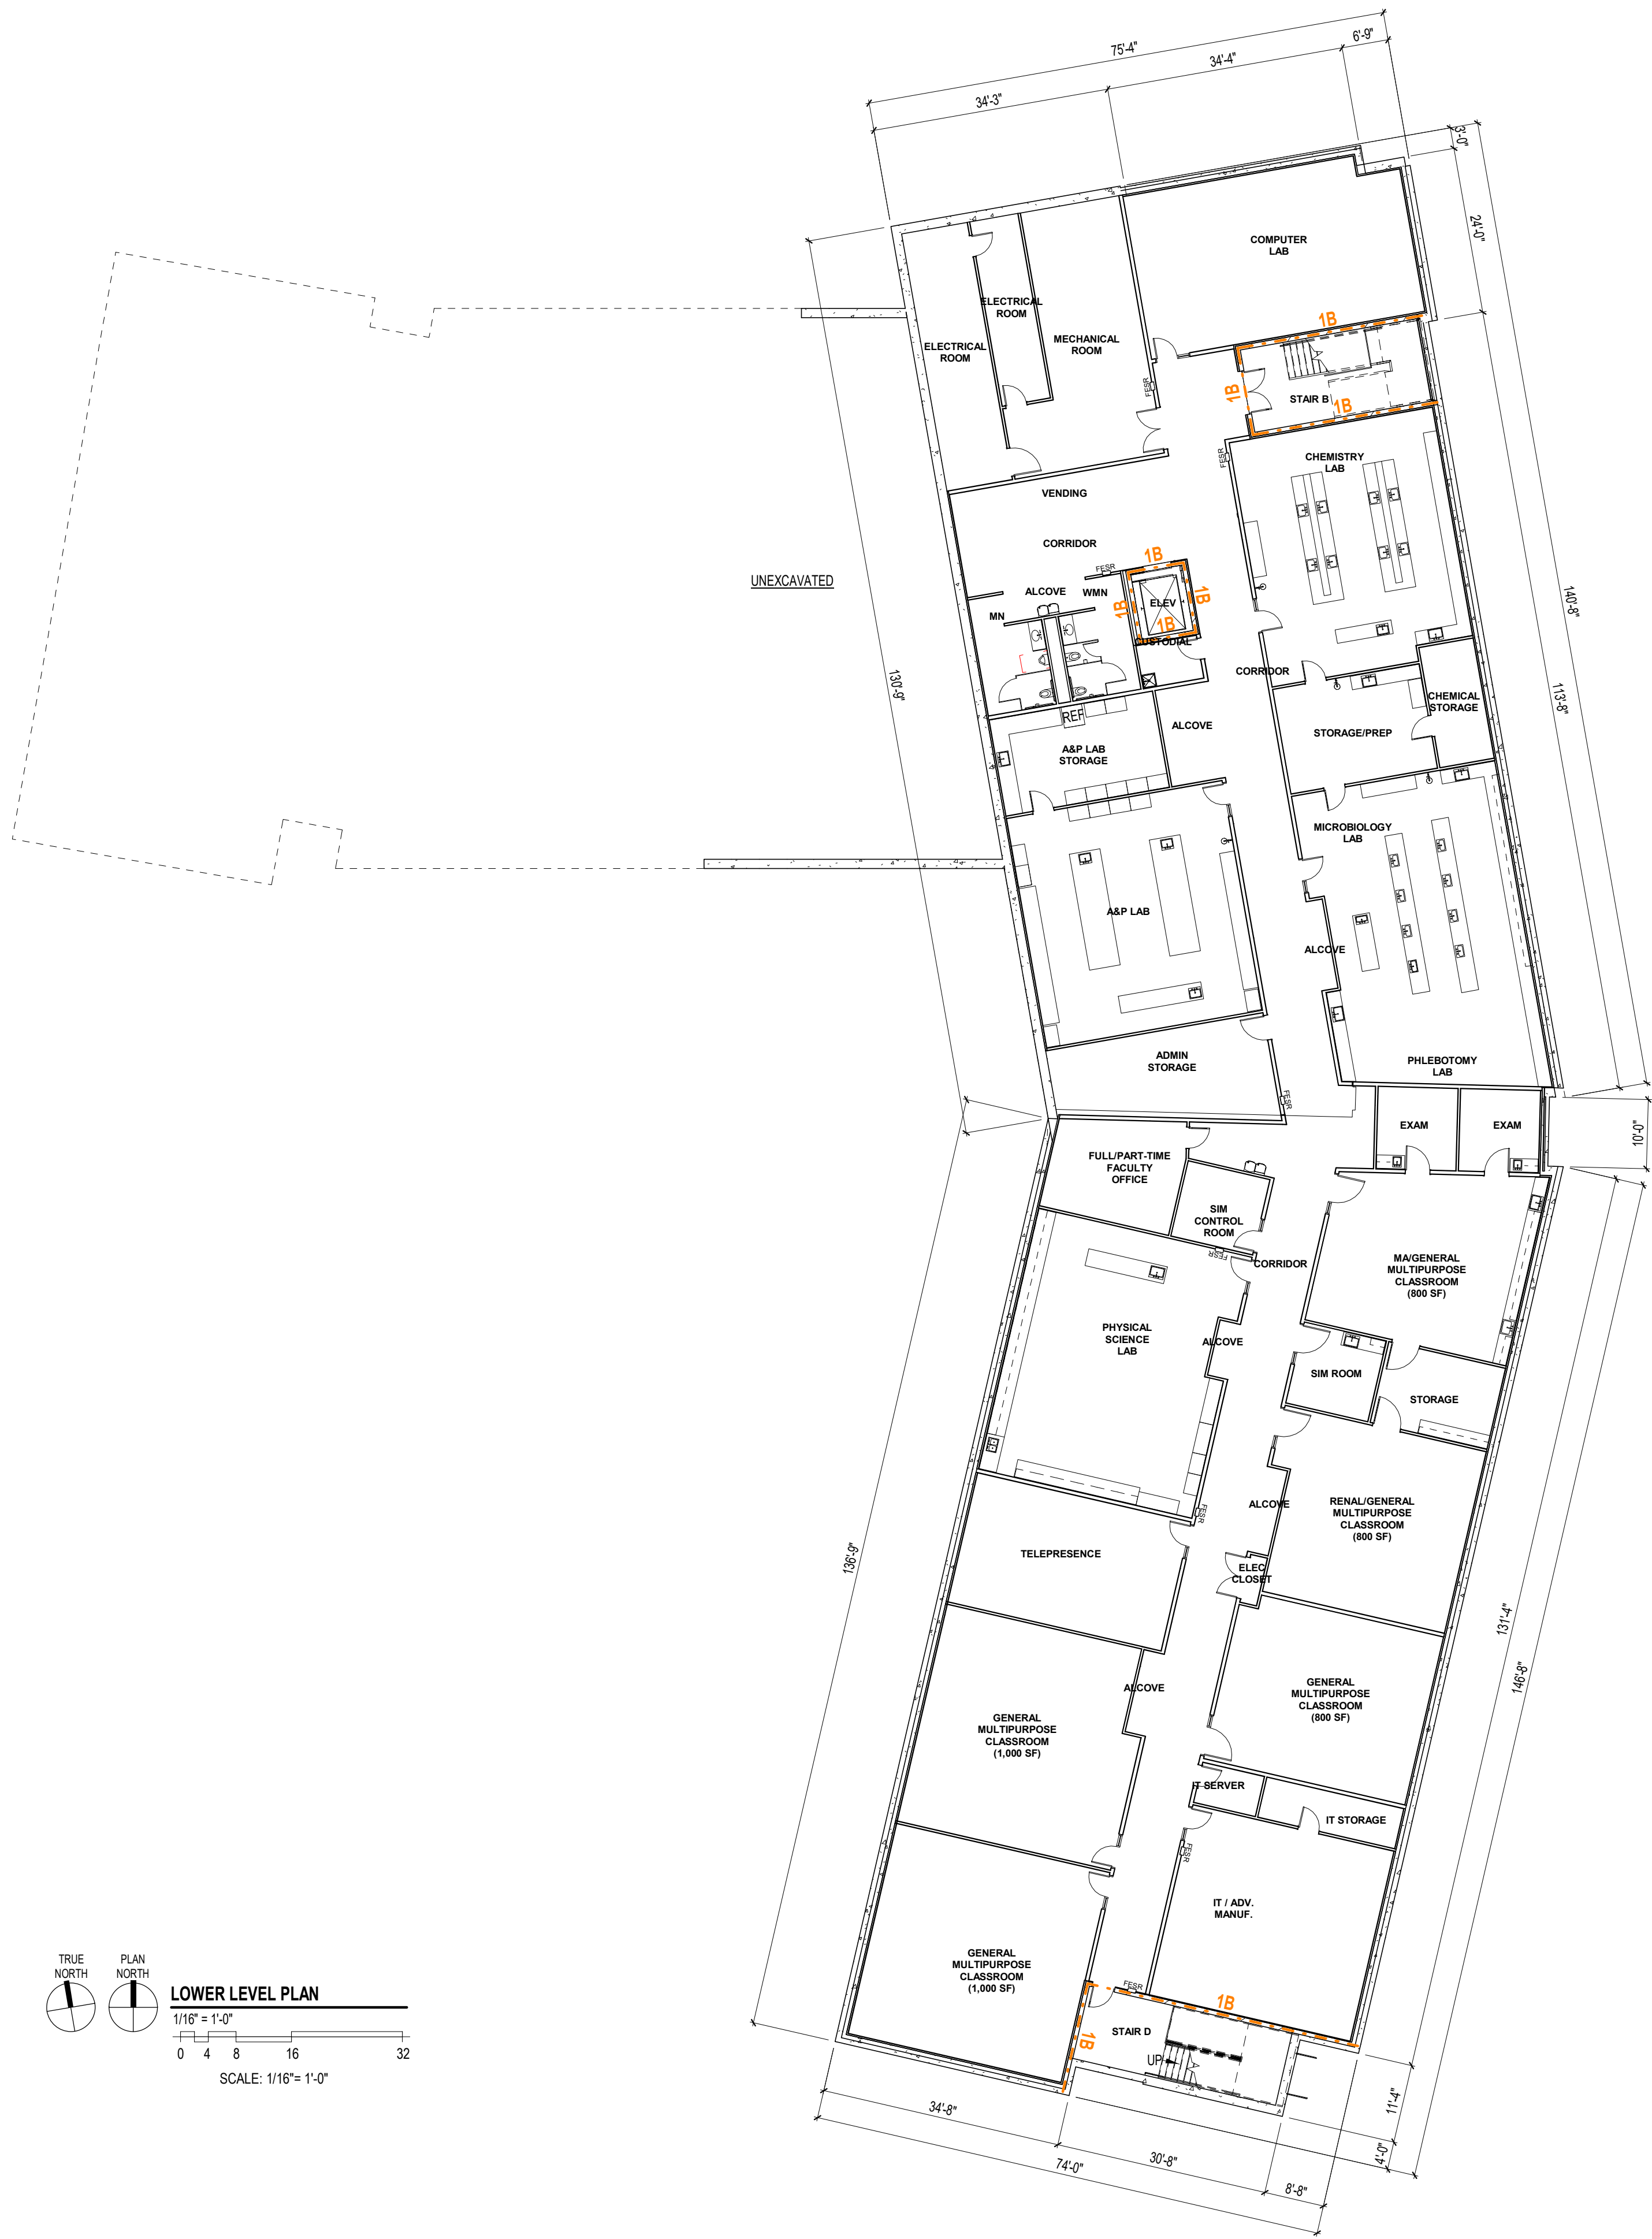 75'-4"
6'-9"
34'-4"
34'-3"
3'-0"
24'-0"
COMPUTER
LAB
ELECTRICAL
ROOM
ELECTRICAL
ROOM
MECHANICAL
ROOM
FESR
1B
1B
1B
STAIR B
FESR
CHEMISTRY
LAB
VENDING
CORRIDOR
1B
FESR
UNEXCAVATED
ALCOVE
WMN
1B
ELEV
1B
MN
1B
CUSTODIAL
140'-8"
130'-9"
CORRIDOR
113'-8"
CHEMICAL
STORAGE
REF
ALCOVE
STORAGE/PREP
A&P LAB
STORAGE
MICROBIOLOGY
LAB
A&P LAB
ALCOVE
ADMIN
STORAGE
PHLEBOTOMY
LAB
FESR
EXAM
EXAM
10'-0"
FULL/PART-TIME
FACULTY
OFFICE
SIM
CONTROL
ROOM
FESR
CORRIDOR
MA/GENERAL
MULTIPURPOSE
CLASSROOM
(800 SF)
PHYSICAL
SCIENCE
LAB
ALCOVE
SIM ROOM
STORAGE
ALCOVE
RENAL/GENERAL
MULTIPURPOSE
CLASSROOM
(800 SF)
FESR
TELEPRESENCE
ELEC
CLOSET
136'-9"
131'-4"
146'-8"
ALCOVE
GENERAL
MULTIPURPOSE
CLASSROOM
(800 SF)
GENERAL
MULTIPURPOSE
CLASSROOM
(1,000 SF)
IT SERVER
IT STORAGE
FESR
IT / ADV.
MANUF.
GENERAL
MULTIPURPOSE
CLASSROOM
(1,000 SF)
FESR
1B
STAIR D
1B
UP
34'-8"
30'-8"
74'-0"
8'-8"
11'-4"
4'-0"
TRUE
NORTH
PLAN
NORTH
LOWER LEVEL PLAN
1/16" = 1'-0"
0 4 8 16 32
SCALE: 1/16"= 1'-0"